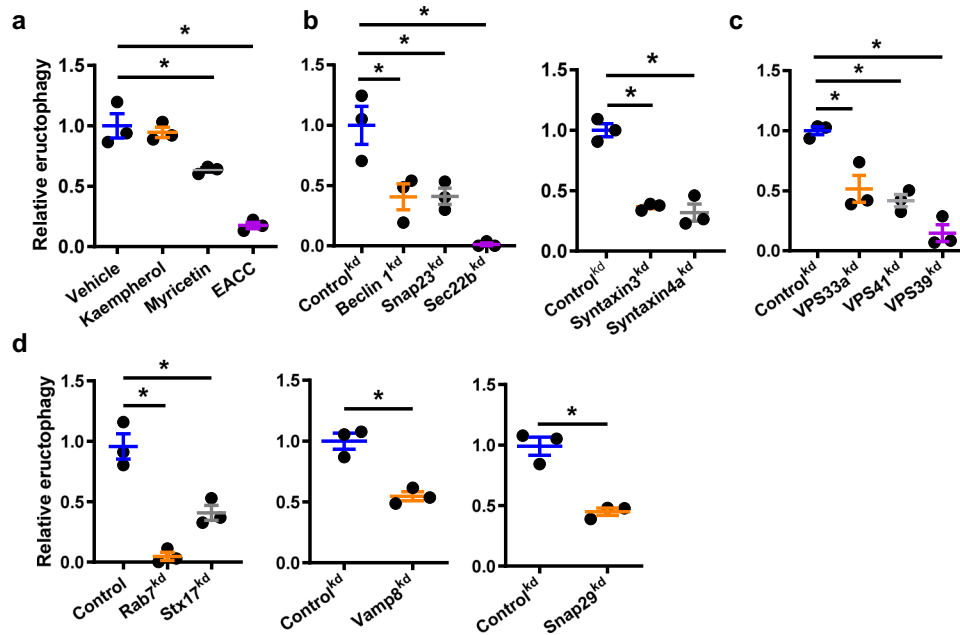 a
b
c
*
*
Relative eructophagy
1.5
1.0
0.5
0.0
Vehicle
Kaempherol
Myricetin
EACC
*
*
*
1.5
1.0
0.5
0.0
Control^kd
Beclin 1^kd
Snap23^kd
Sec22b^kd
*
*
1.5
1.0
0.5
0.0
Control^kd
Syntaxin3^kd
Syntaxin4a^kd
*
*
*
1.5
1.0
0.5
0.0
Control^kd
VPS33a^kd
VPS41^kd
VPS39^kd
d
*
*
Relative eructophagy
1.5
1.0
0.5
0.0
Control
Rab7^kd
Stx17^kd
*
1.5
1.0
0.5
0.0
Control^kd
Vamp8^kd
*
1.5
1.0
0.5
0.0
Control^kd
Snap29^kd